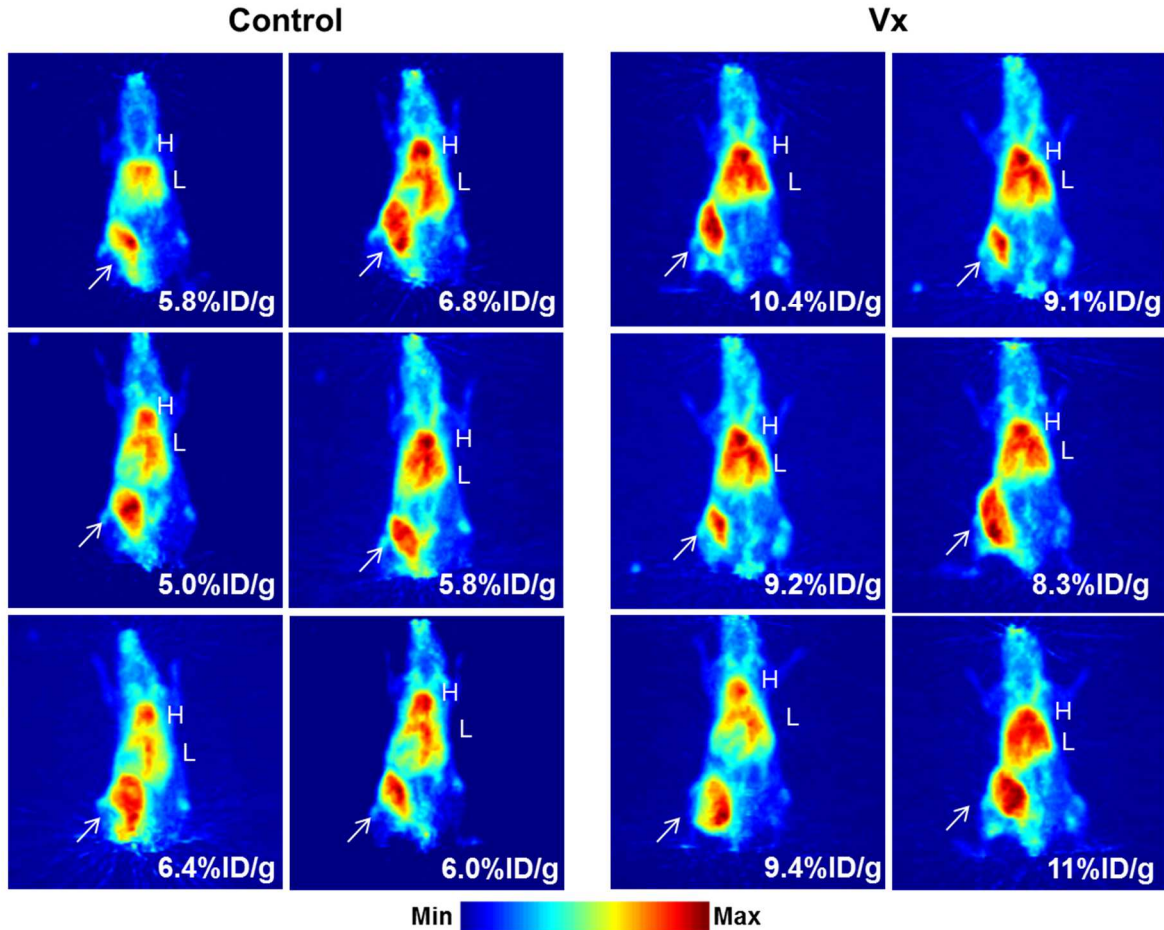 Control
Vx
H
L
5.8%ID/g
H
L
6.8%ID/g
H
L
10.4%ID/g
H
L
9.1%ID/g
H
L
5.0%ID/g
H
L
5.8%ID/g
H
L
9.2%ID/g
H
L
8.3%ID/g
H
L
6.4%ID/g
H
L
6.0%ID/g
H
L
9.4%ID/g
H
L
11%ID/g
Min
Max